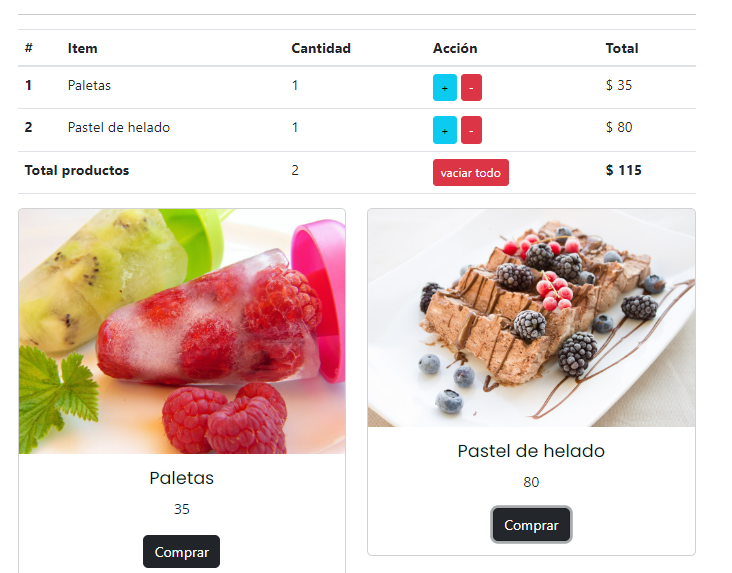 # Item Cantidad Acción Total
1 Paletas 1 + - $ 35
2 Pastel de helado 1 + - $ 80
Total productos 2 vaciar todo $ 115
Paletas
35
Comprar
Pastel de helado
80
Comprar